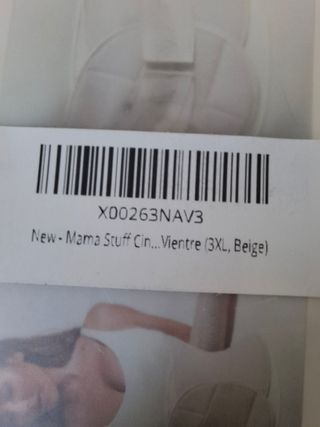 X00263NAV3
New - Mama Stuff Cin...Vientre (3XL, Beige)